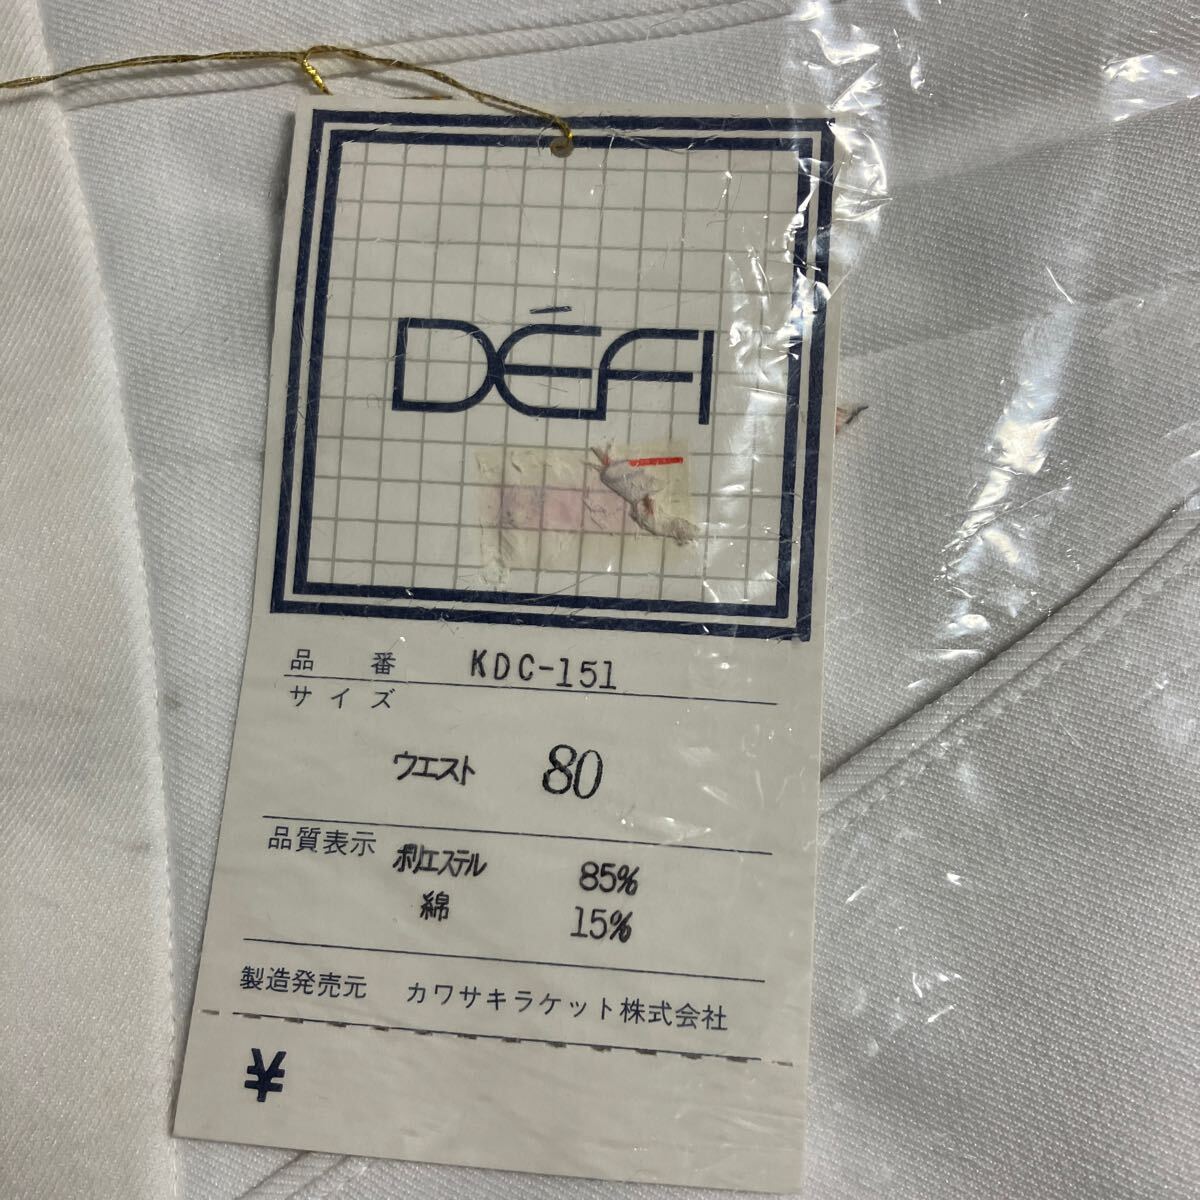 DÉFI
品番 KDC-151
サイズ
ウエスト 80
品質表示 ポリエステル 85%
綿 15%
製造発売元 カワサキラケット株式会社
¥